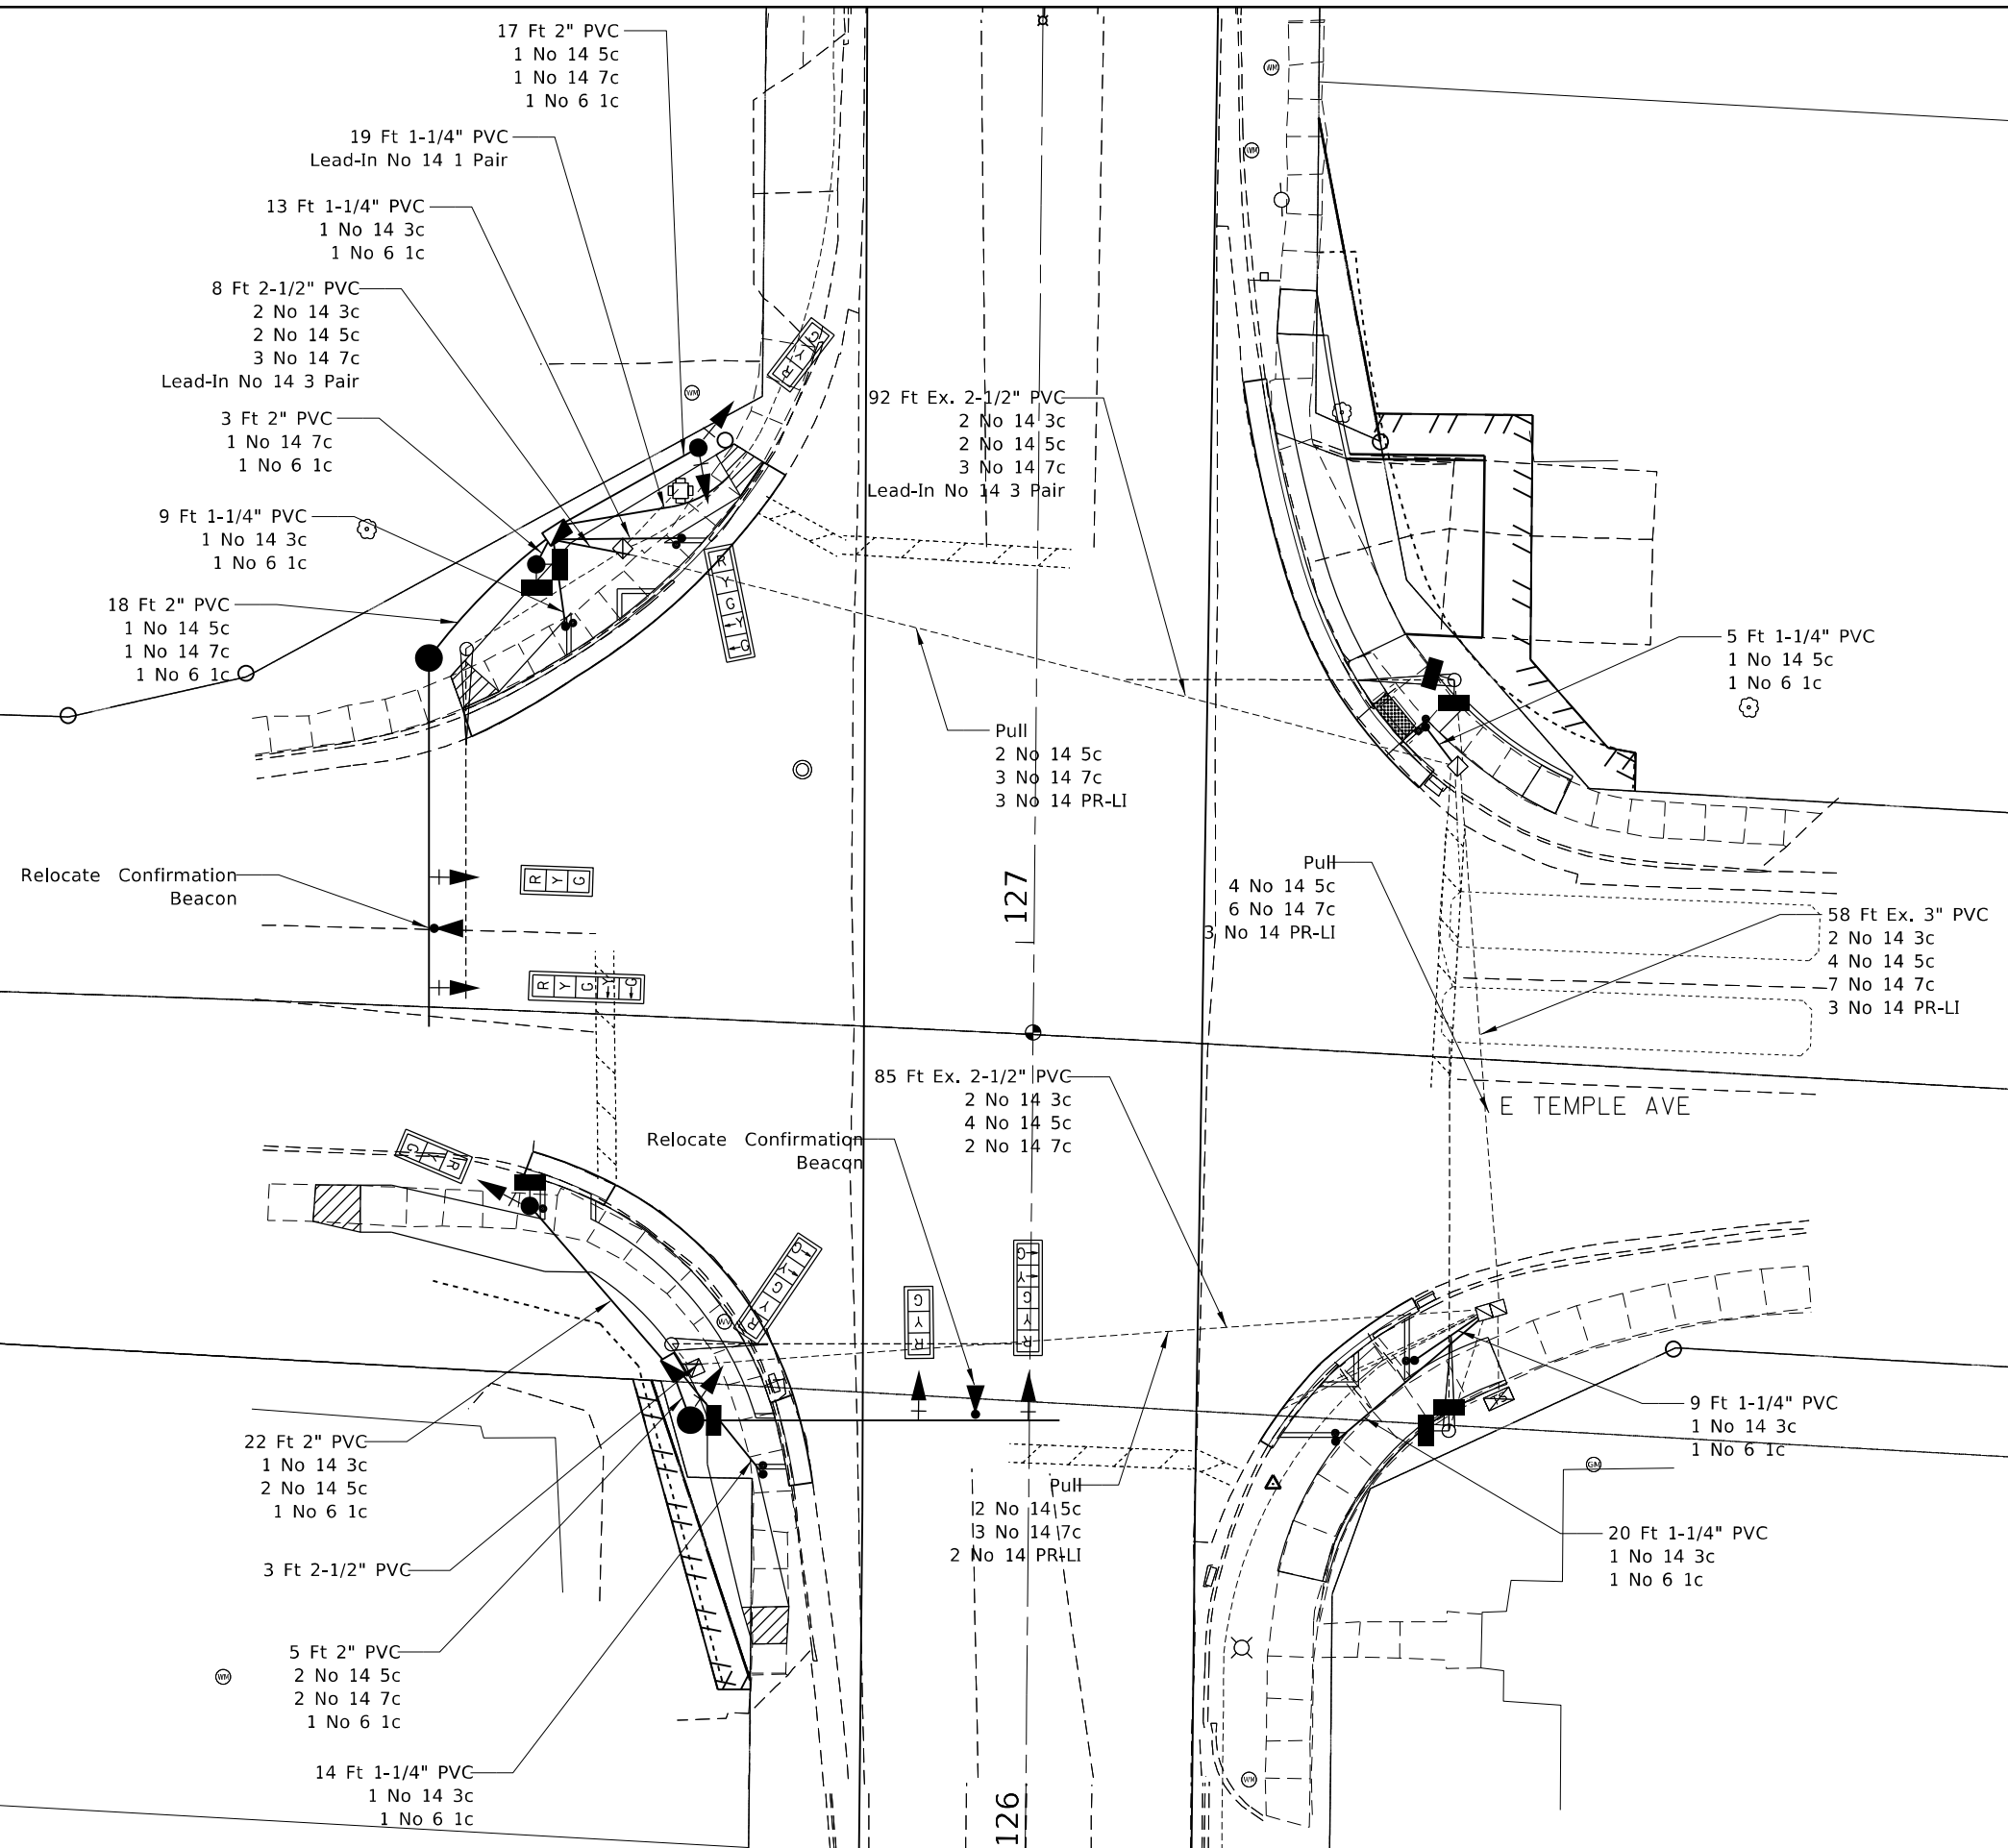 17 Ft 2" PVC
1 No 14 5c
1 No 14 7c
1 No 6 1c
19 Ft 1-1/4" PVC
Lead-In No 14 1 Pair
13 Ft 1-1/4" PVC
1 No 14 3c
1 No 6 1c
8 Ft 2-1/2" PVC
2 No 14 3c
2 No 14 5c
3 No 14 7c
Lead-In No 14 3 Pair
3 Ft 2" PVC
1 No 14 7c
1 No 6 1c
9 Ft 1-1/4" PVC
1 No 14 3c
1 No 6 1c
18 Ft 2" PVC
1 No 14 5c
1 No 14 7c
1 No 6 1c
92 Ft Ex. 2-1/2" PVC
2 No 14 3c
2 No 14 5c
3 No 14 7c
Lead-In No 14 3 Pair
5 Ft 1-1/4" PVC
1 No 14 5c
1 No 6 1c
Pull
2 No 14 5c
3 No 14 7c
3 No 14 PR-LI
Relocate Confirmation
Beacon
127
Pull
4 No 14 5c
6 No 14 7c
3 No 14 PR-LI
58 Ft Ex. 3" PVC
2 No 14 3c
4 No 14 5c
7 No 14 7c
3 No 14 PR-LI
85 Ft Ex. 2-1/2" PVC
2 No 14 3c
4 No 14 5c
2 No 14 7c
E TEMPLE AVE
Relocate Confirmation
Beacon
22 Ft 2" PVC
1 No 14 3c
2 No 14 5c
1 No 6 1c
3 Ft 2-1/2" PVC
5 Ft 2" PVC
2 No 14 5c
2 No 14 7c
1 No 6 1c
14 Ft 1-1/4" PVC
1 No 14 3c
1 No 6 1c
Pull
2 No 14 5c
3 No 14 7c
2 No 14 PR-LI
9 Ft 1-1/4" PVC
1 No 14 3c
1 No 6 1c
20 Ft 1-1/4" PVC
1 No 14 3c
1 No 6 1c
126
R Y G
R Y G Y G
R Y G
R Y G Y G
R Y G
R Y G Y G
R Y G
R Y G Y G
WM
WM
WM
WM
WM
GM